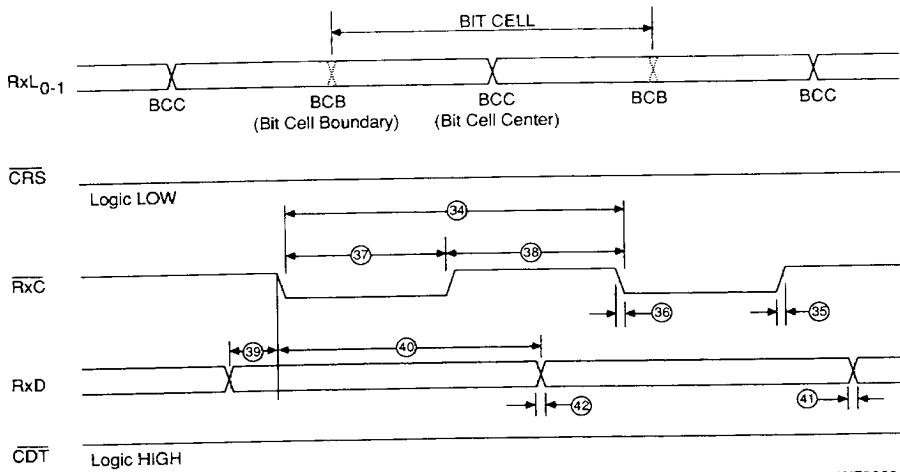 BIT CELL
RxL0-1
BCC BCB BCC BCB BCC
(Bit Cell Boundary) (Bit Cell Center)
CRS
Logic LOW
34
37 38
RxC
36 35
39 40
RxD
42 41
CDT Logic HIGH